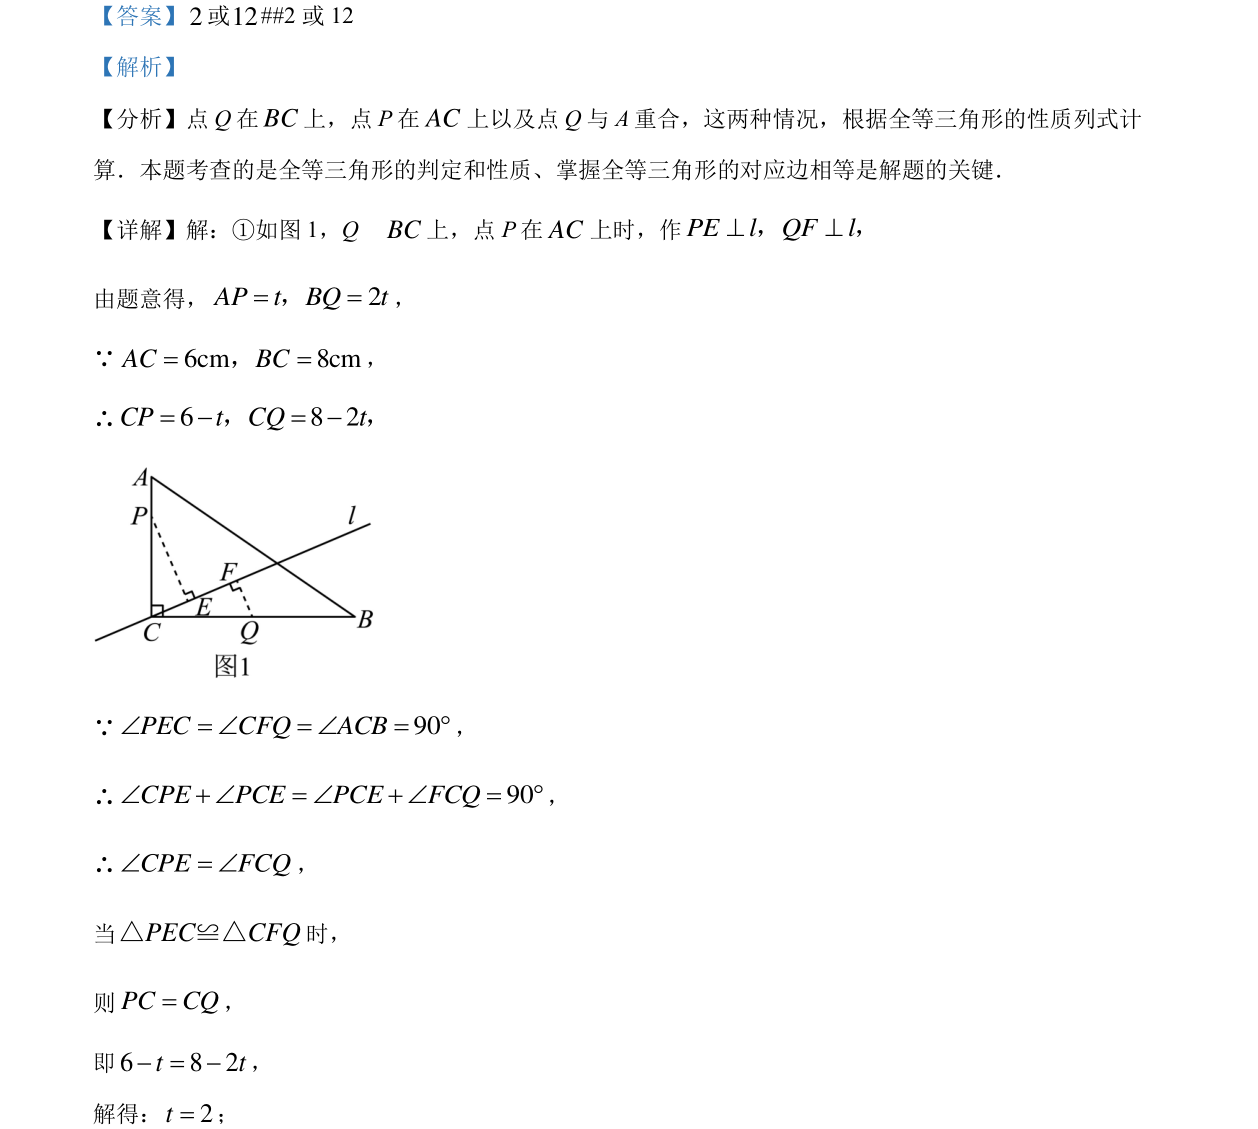 【答案】2或12##2 或 12
【解析】
【分析】点 Q 在 BC 上，点 P 在 AC 上以及点 Q 与 A 重合，这两种情况，根据全等三角形的性质列式计
算．本题考查的是全等三角形的判定和性质、掌握全等三角形的对应边相等是解题的关键．
【详解】解：①如图 1，Q BC 上，点 P 在 AC 上时，作 PE⊥l，QF⊥l，
由题意得，AP=t，BQ=2t，
∵AC=6cm，BC=8cm，
∴CP=6−t，CQ=8−2t，
A
P
l
F
E
C
Q
B
图1
∵∠PEC=∠CFQ=∠ACB=90°，
∴∠CPE+∠PCE=∠PCE+∠FCQ=90°，
∴∠CPE=∠FCQ，
当△PEC≌△CFQ时，
则 PC=CQ，
即 6−t=8−2t，
解得：t=2；